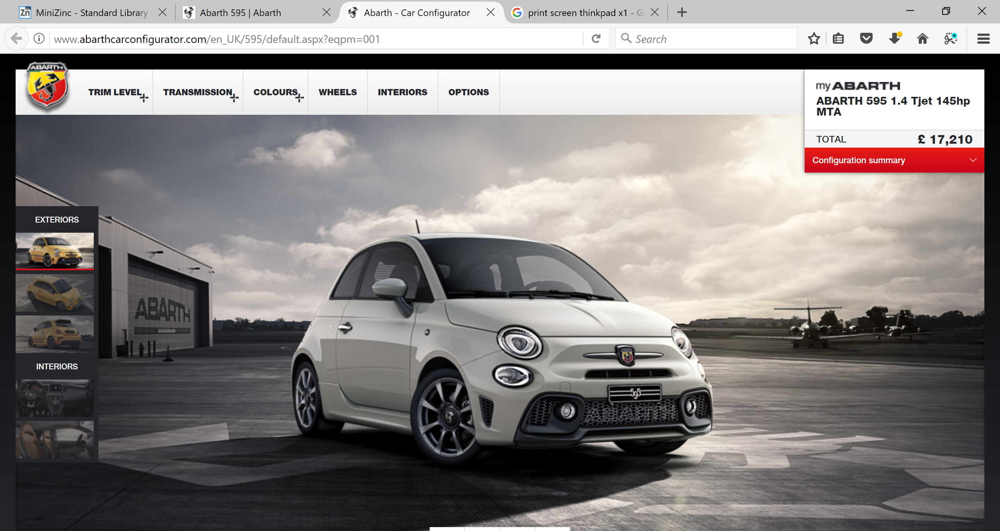 MiniZinc - Standard Library -
Abarth 595 | Abarth
Abarth - Car Configurator
print screen thinkpad x1 - Go
www.abarthcarconfigurator.com/en_UK/595/default.aspx?eqpm=001
Search
ABARTH
TRIM LEVEL
TRANSMISSION
COLOURS
WHEELS
INTERIORS
OPTIONS
my ABARTH
ABARTH 595 1.4 Tjet 145hp
MTA
TOTAL £ 17,210
Configuration summary
EXTERIORS
INTERIORS
ABARTH
595
ABARTH